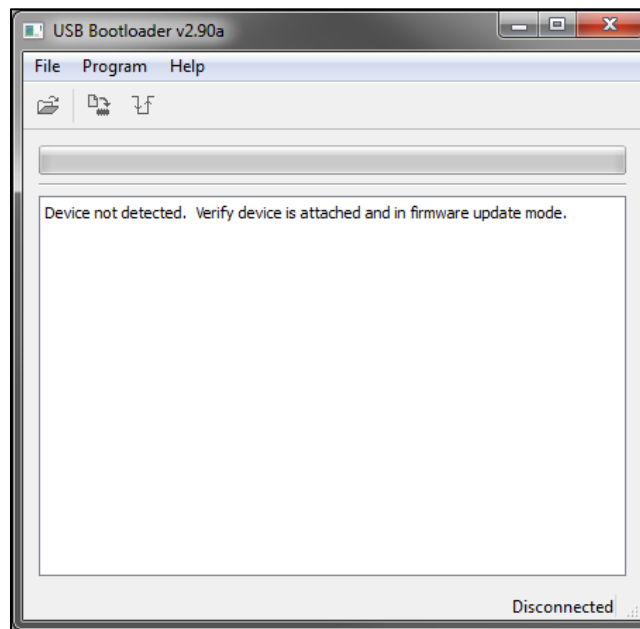 USB Bootloader v2.90a
File Program Help
Device not detected. Verify device is attached and in firmware update mode.
Disconnected